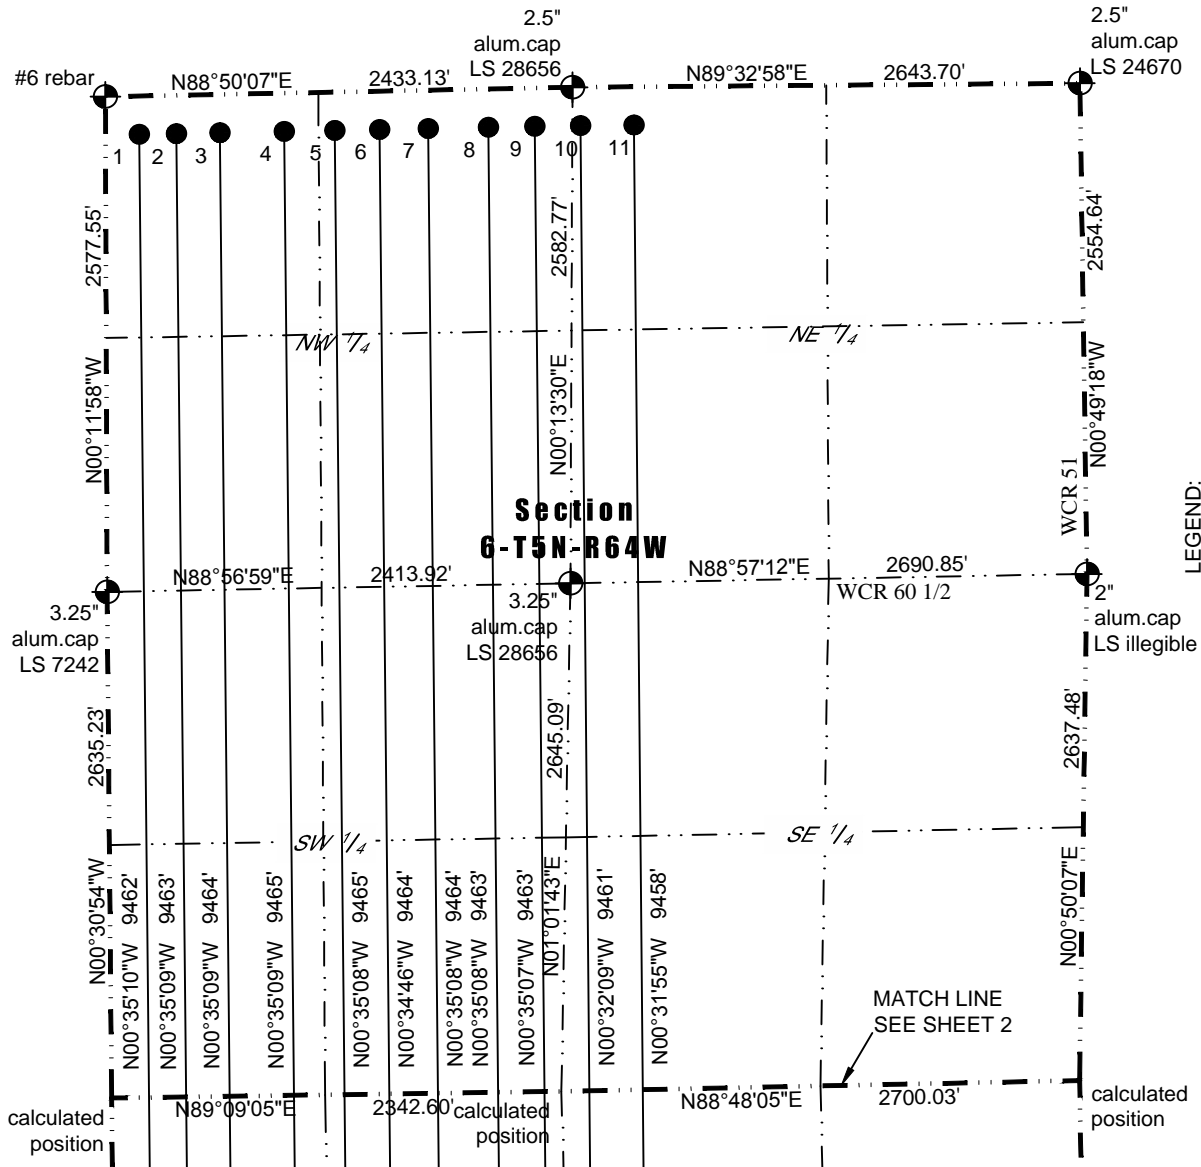 2.5"
alum.cap
LS 28656
2.5"
alum.cap
LS 24670
#6 rebar
N88°50'07"E
2433.13'
N89°32'58"E
2643.70'
1
2
3
4
5
6
7
8
9
10
11
2577.55'
2582.77'
2554.64'
NW 1/4
NE 1/4
N00°11'58"W
N00°13'30"E
N00°49'18"W
WCR 51
LEGEND:
Section
6-T5N-R64W
N88°56'59"E
2413.92'
N88°57'12"E
2690.85'
WCR 60 1/2
3.25"
alum.cap
LS 7242
3.25"
alum.cap
LS 28656
2"
alum.cap
LS illegible
2635.23'
2645.09'
2637.48'
SW 1/4
SE 1/4
N00°30'54"W
N00°35'10"W 9462'
N00°35'09"W 9463'
N00°35'09"W 9464'
N00°35'09"W 9465'
N00°35'08"W 9465'
N00°34'46"W 9464'
N00°35'08"W 9464'
N00°35'08"W 9463'
N00°35'07"W 9463'
N01°01'43"E
N00°32'09"W 9461'
N00°31'55"W 9458'
N00°50'07"E
MATCH LINE
SEE SHEET 2
N89°09'05"E
2342.60'
N88°48'05"E
2700.03'
calculated
position
calculated
position
calculated
position